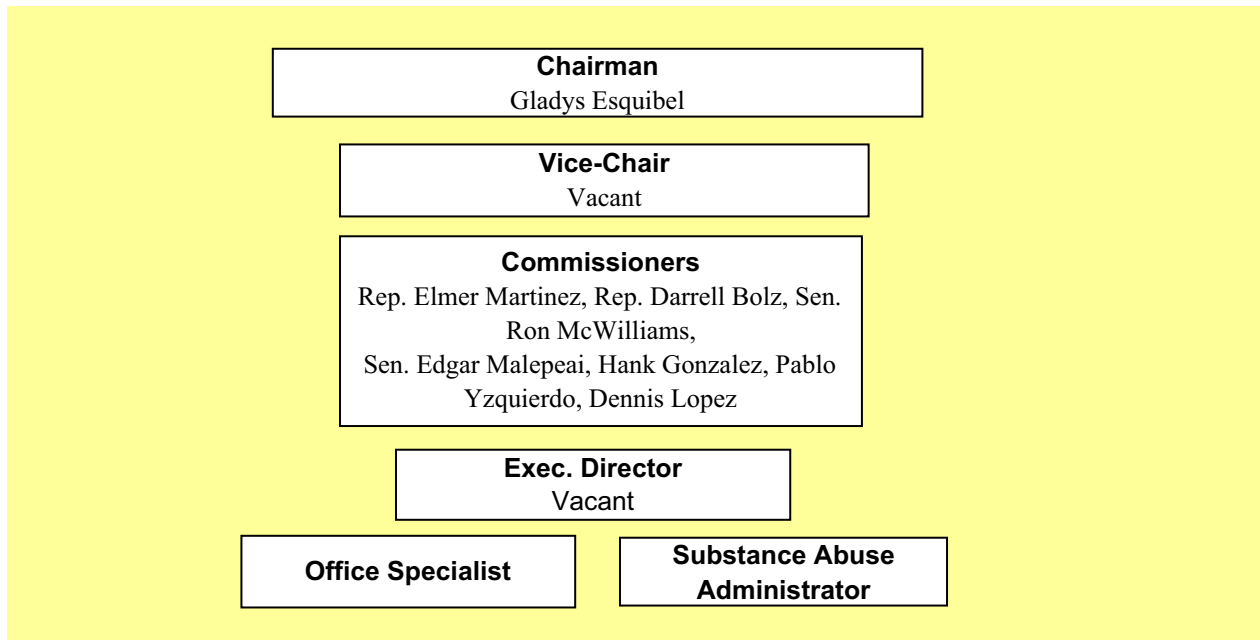 Chairman
Gladys Esquibel
Vice-Chair
Vacant
Commissioners
Rep. Elmer Martinez, Rep. Darrell Bolz, Sen.
Ron McWilliams,
Sen. Edgar Malepeai, Hank Gonzalez, Pablo
Yzquierdo, Dennis Lopez
Exec. Director
Vacant
Office Specialist
Substance Abuse
Administrator